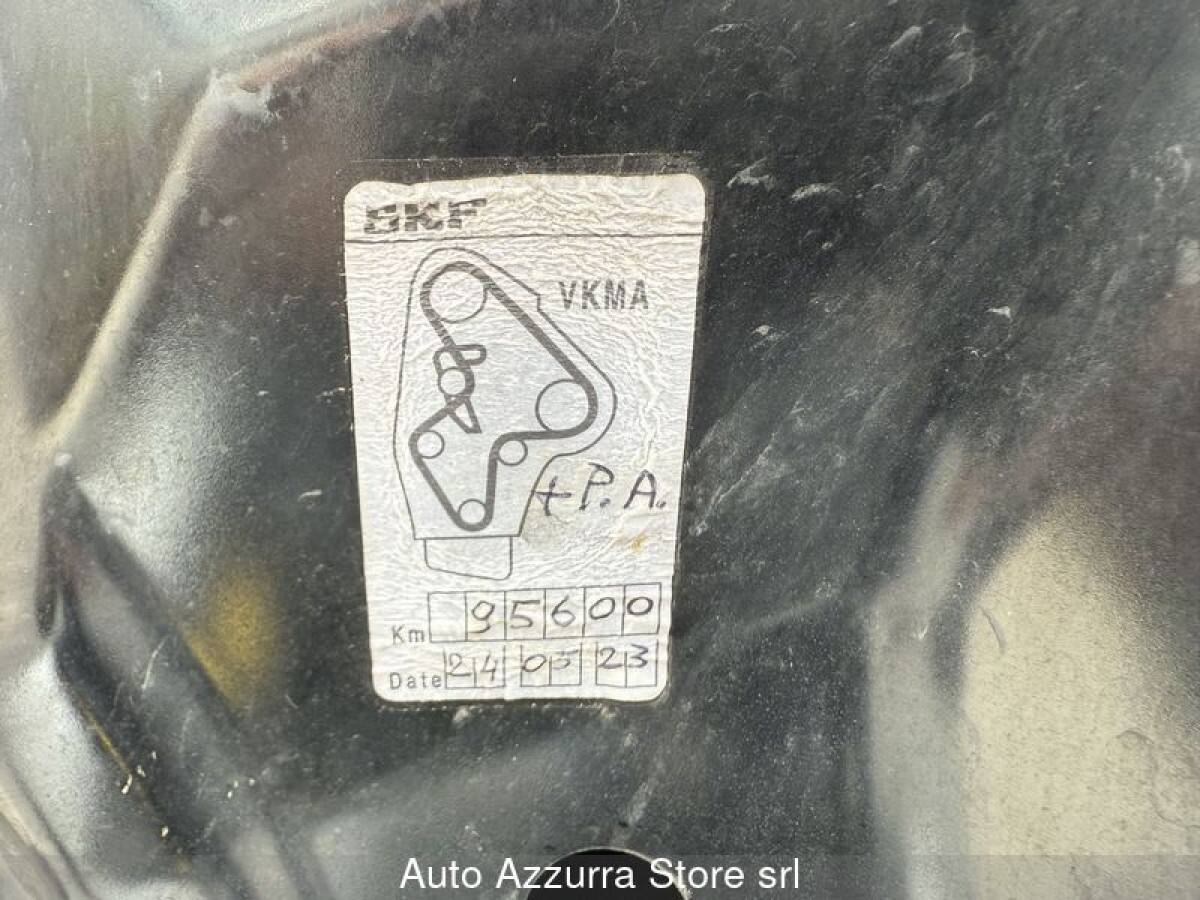 SKF
VKMA
+ P. A.
Km 95600
Date 24 05 23
Auto Azzurra Store srl